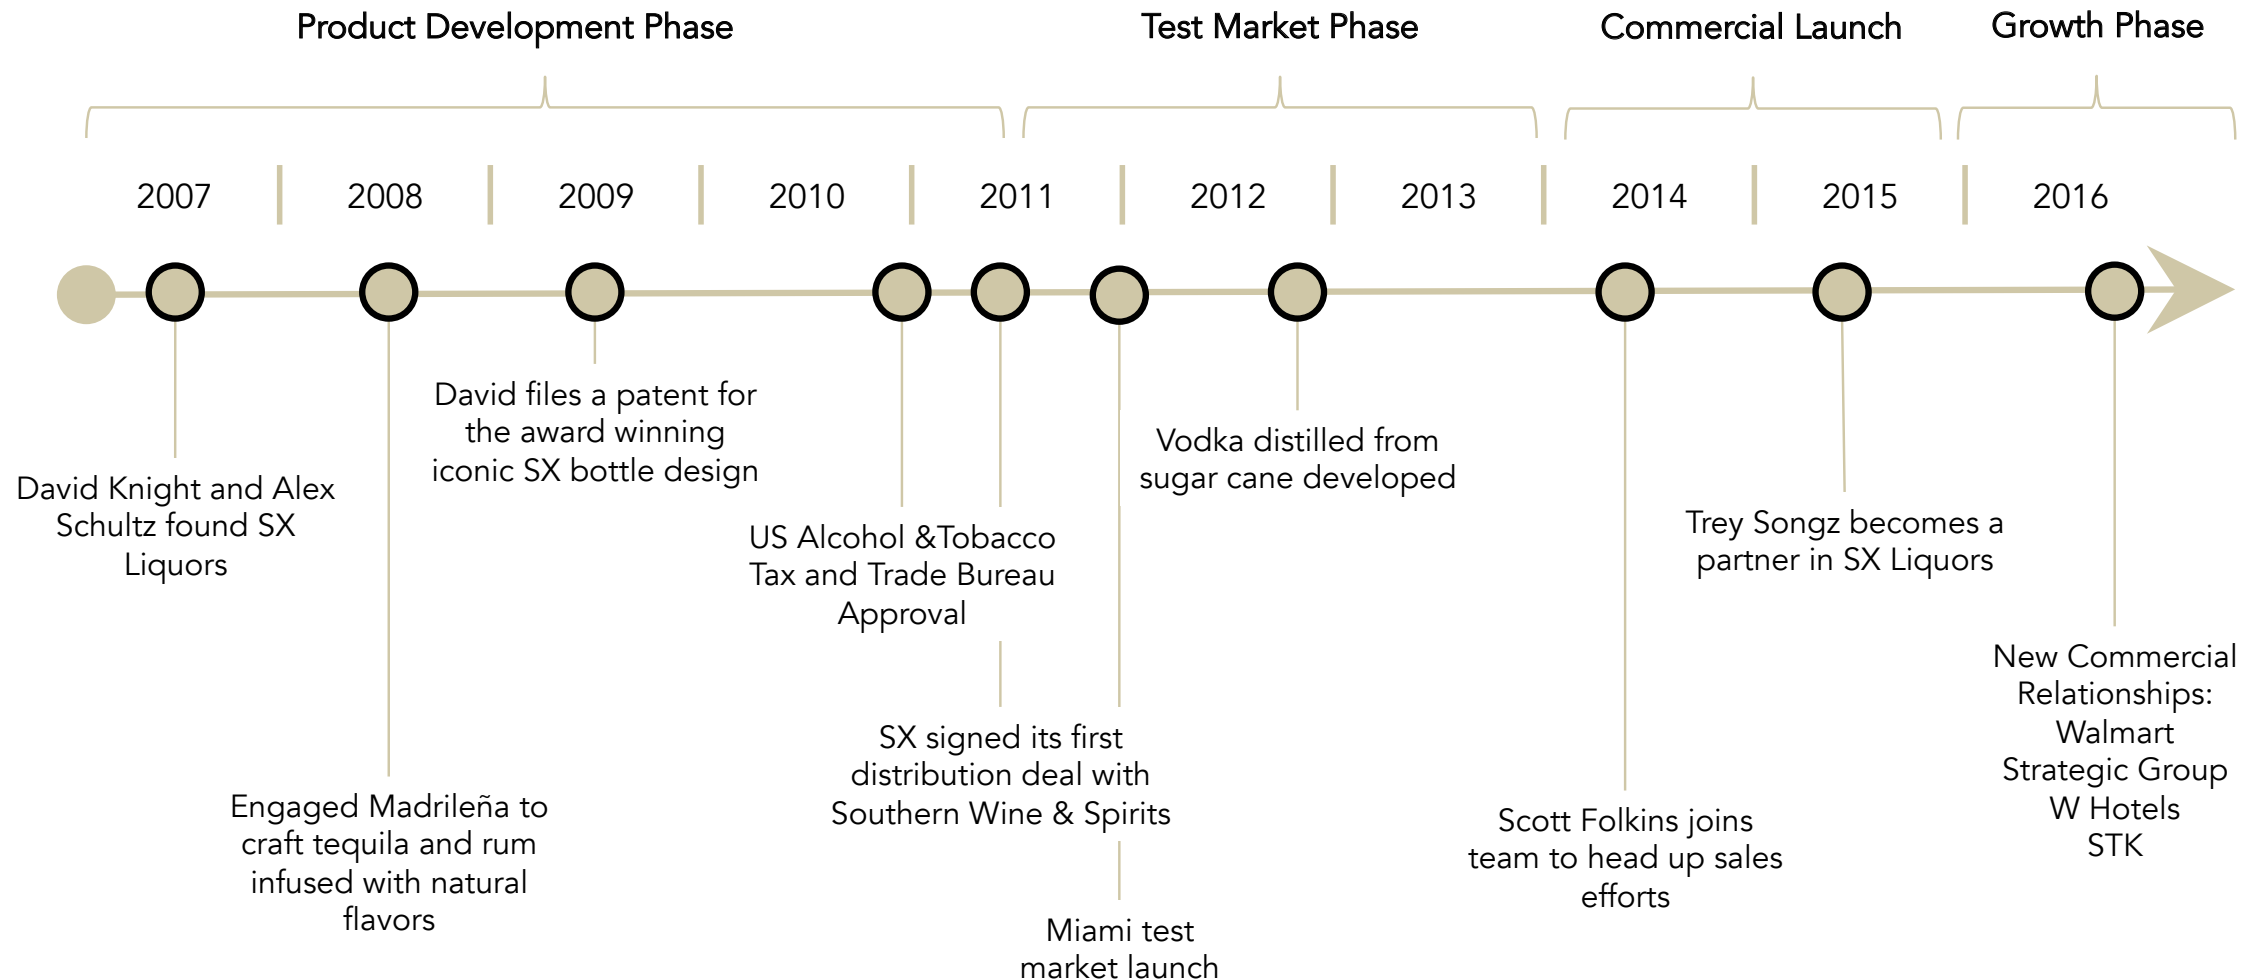 Product Development Phase
Test Market Phase
Commercial Launch
Growth Phase
2007
2008
2009
2010
2011
2012
2013
2014
2015
2016
David Knight and Alex
Schultz found SX
Liquors
Engaged Madrileña to
craft tequila and rum
infused with natural
flavors
David files a patent for
the award winning
iconic SX bottle design
US Alcohol &Tobacco
Tax and Trade Bureau
Approval
SX signed its first
distribution deal with
Southern Wine & Spirits
Miami test
market launch
Vodka distilled from
sugar cane developed
Scott Folkins joins
team to head up sales
efforts
Trey Songz becomes a
partner in SX Liquors
New Commercial
Relationships:
Walmart
Strategic Group
W Hotels
STK